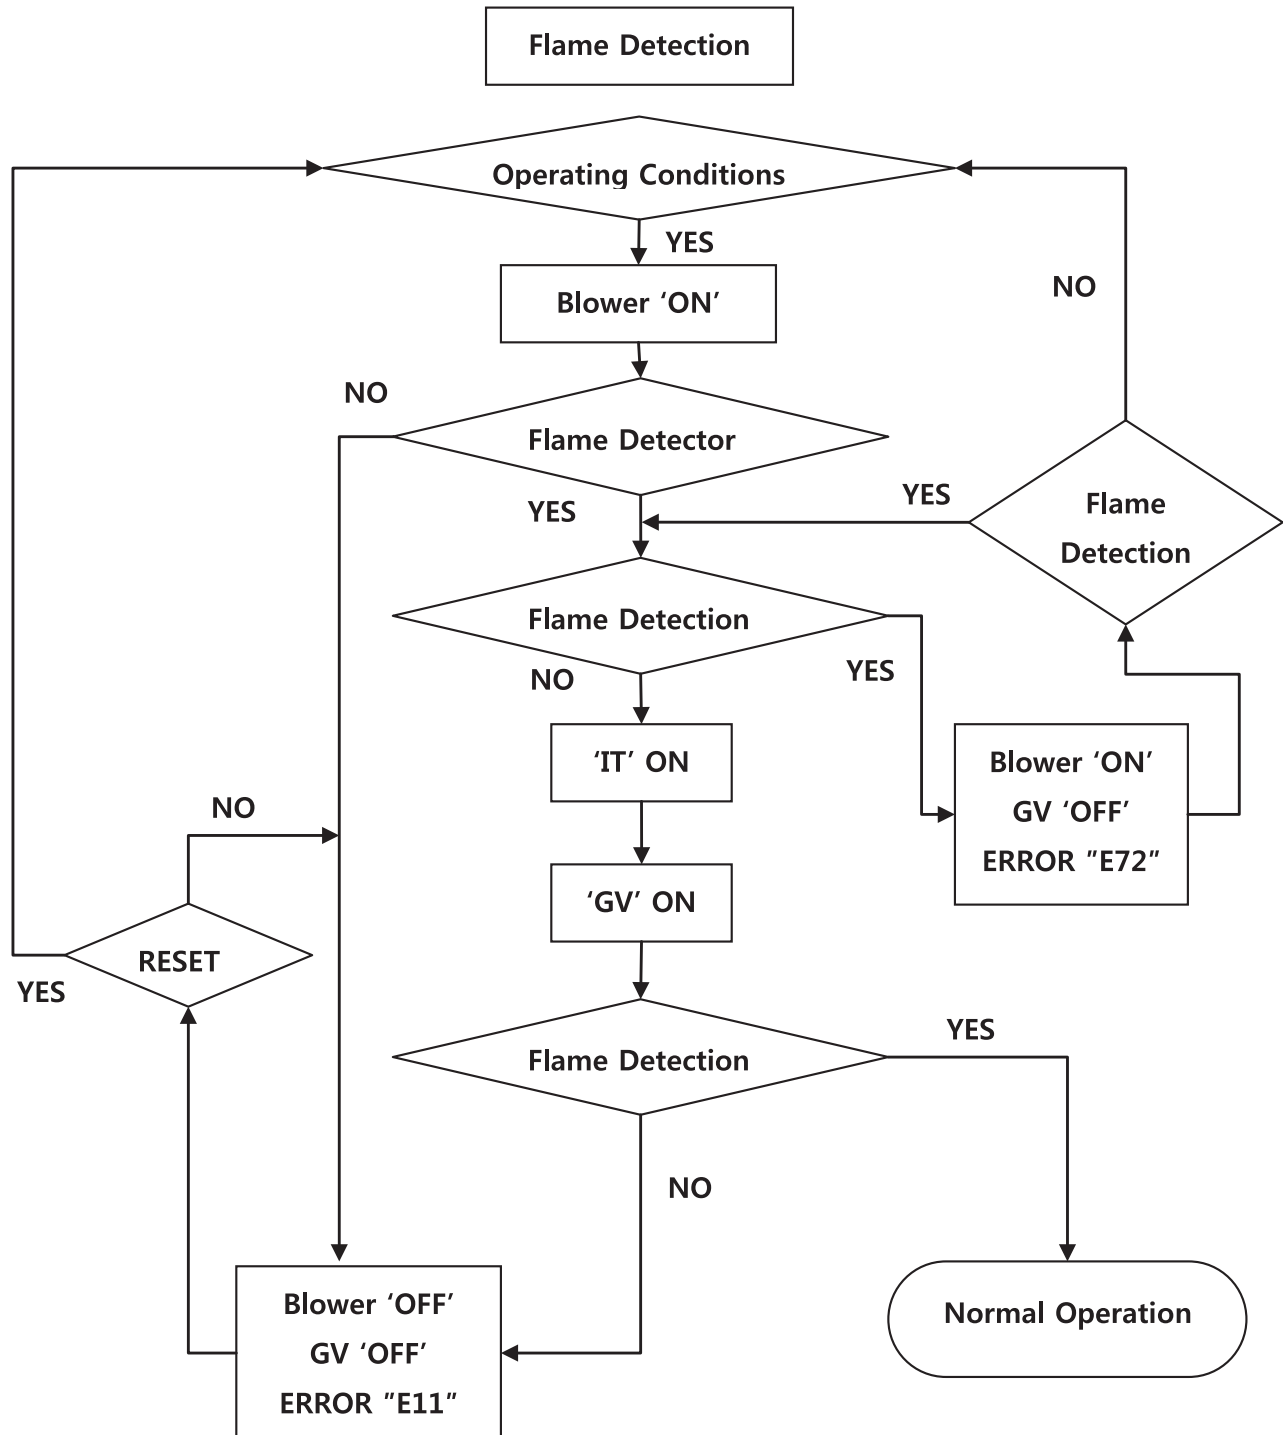 Flame Detection
Operating Conditions
YES
NO
Blower ‘ON’
NO
Flame Detector
YES
YES
Flame
Detection
Flame Detection
NO
YES
‘IT’ ON
Blower ‘ON’
GV ‘OFF’
ERROR ”E72”
NO
‘GV’ ON
RESET
YES
Flame Detection
YES
NO
Blower ‘OFF’
GV ‘OFF’
ERROR ”E11”
Normal Operation